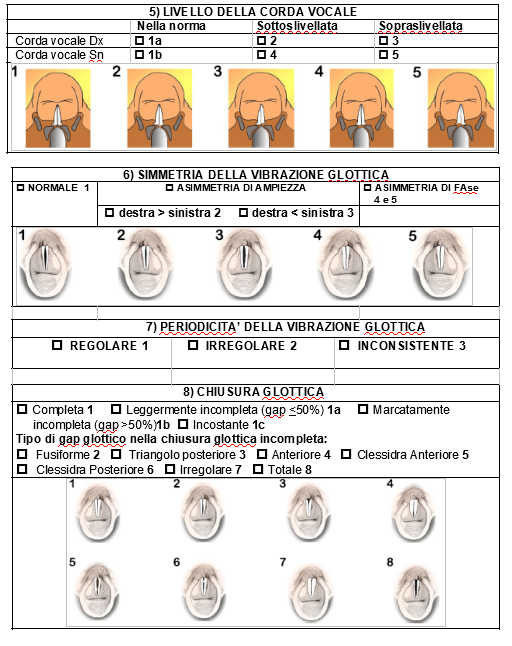 5) LIVELLO DELLA CORDA VOCALE
Nella norma Sottoslivellata Sopraslivellata
Corda vocale Dx ☐ 1a ☐ 2 ☐ 3
Corda vocale Sn ☐ 1b ☐ 4 ☐ 5
1 2 3 4 5
6) SIMMETRIA DELLA VIBRAZIONE GLOTTICA
☐ NORMALE 1 ☐ ASIMMETRIA DI AMPIEZZA ☐ ASIMMETRIA DI FAse
4 e 5
☐ destra > sinistra 2 ☐ destra < sinistra 3
1 2 3 4 5
7) PERIODICITA' DELLA VIBRAZIONE GLOTTICA
☐ REGOLARE 1 ☐ IRREGOLARE 2 ☐ INCONSISTENTE 3
8) CHIUSURA GLOTTICA
☐ Completa 1 ☐ Leggermente incompleta (gap ≤50%) 1a ☐ Marcatamente
incompleta (gap >50%)1b ☐ Incostante 1c
Tipo di gap glottico nella chiusura glottica incompleta:
☐ Fusiforme 2 ☐ Triangolo posteriore 3 ☐ Anteriore 4 ☐ Clessidra Anteriore 5
☐ Clessidra Posteriore 6 ☐ Irregolare 7 ☐ Totale 8
1 2 3 4
5 6 7 8